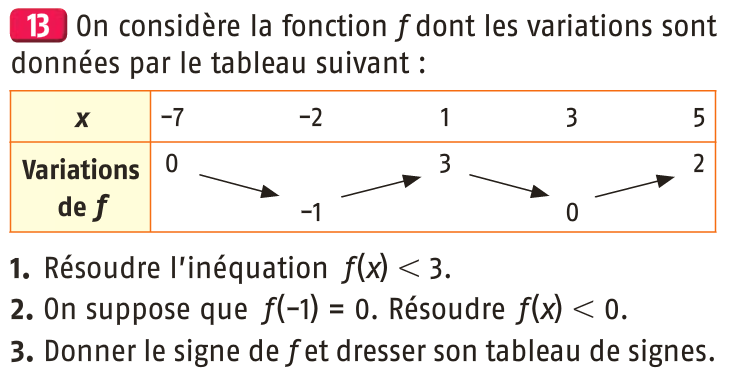 13 On considère la fonction f dont les variations sont
données par le tableau suivant :
x −7 −2 1 3 5
Variations de f 0 −1 3 0 2
1. Résoudre l’inéquation f(x) < 3.
2. On suppose que f(−1) = 0. Résoudre f(x) < 0.
3. Donner le signe de f et dresser son tableau de signes.